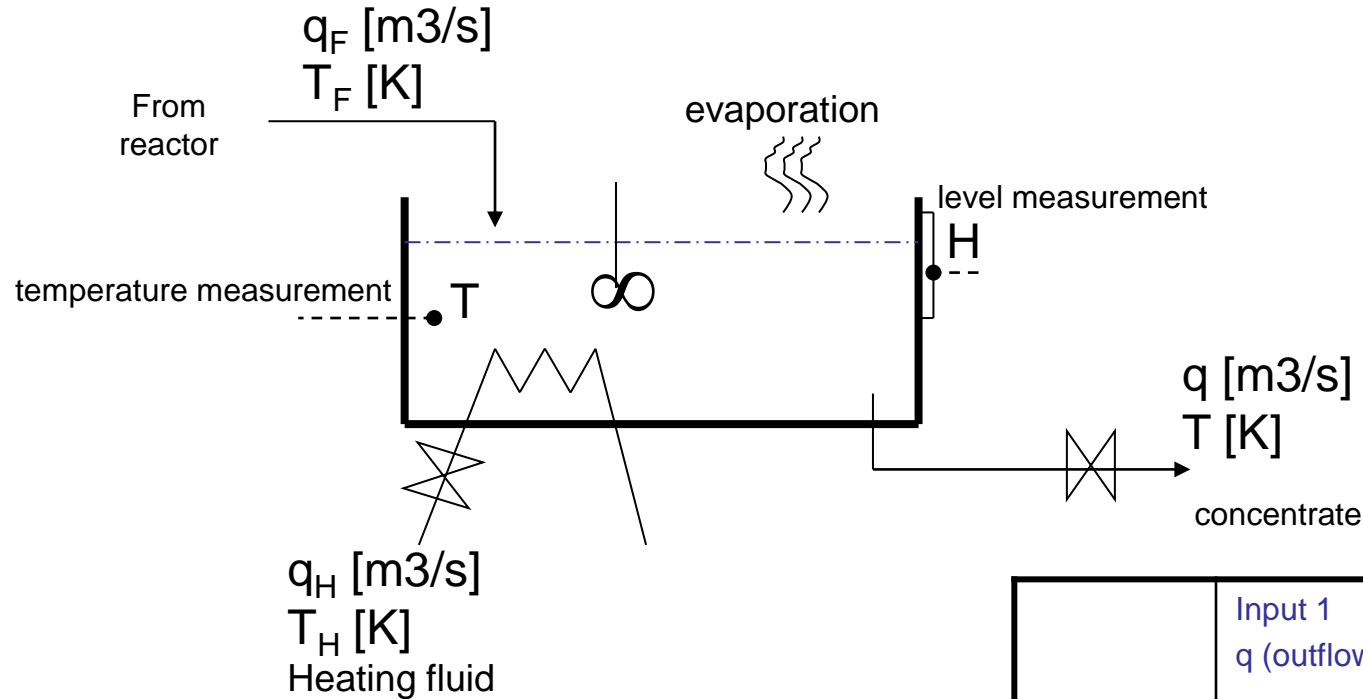 q_F [m3/s]
T_F [K]
From
reactor
evaporation
level measurement
H
temperature measurement
T
q [m3/s]
T [K]
concentrate
q_H [m3/s]
T_H [K]
Heating fluid
Input 1
q (outflow